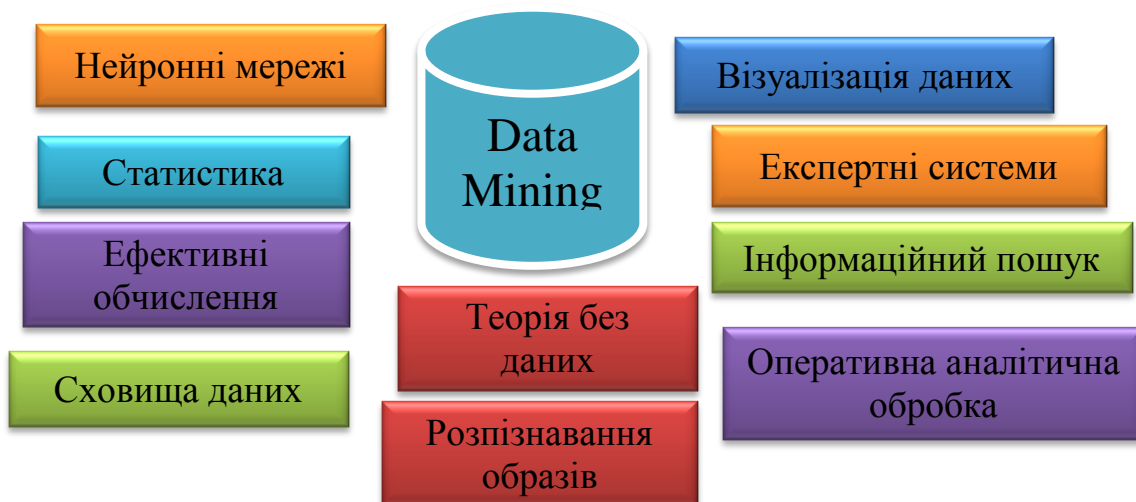 Нейронні мережі
Статистика
Ефективні
обчислення
Сховища даних
Data
Mining
Теорія без
даних
Розпізнавання
образів
Візуалізація даних
Експертні системи
Інформаційний пошук
Оперативна аналітична
обробка